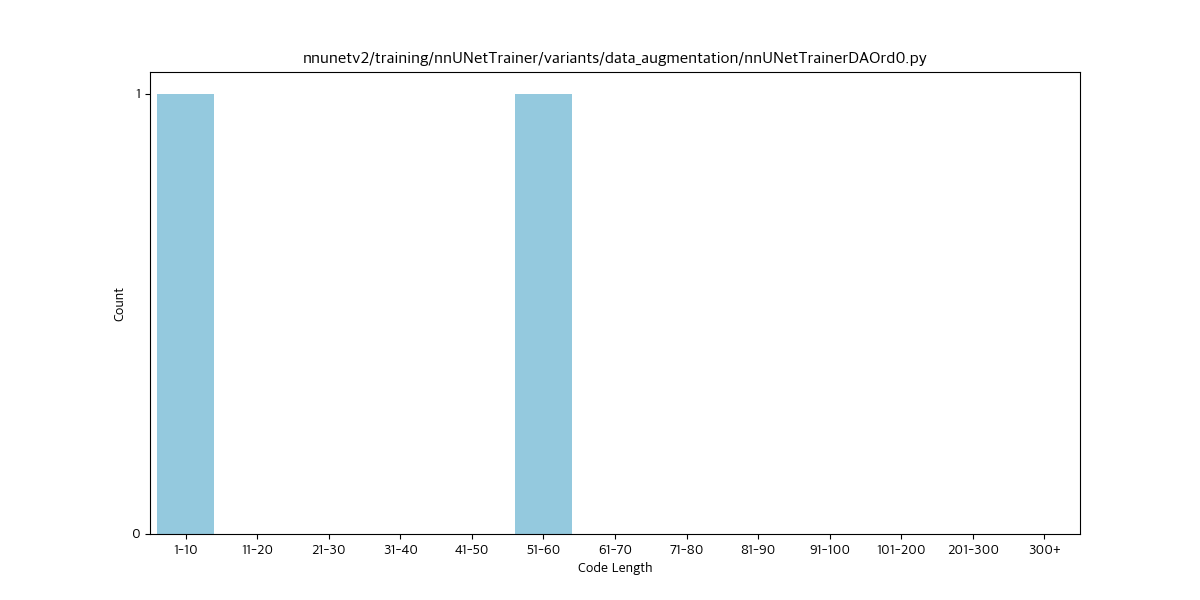 nnunetv2/training/nnUNetTrainer/variants/data_augmentation/nnUNetTrainerDAOrd0.py
1
Count
0
1-10 11-20 21-30 31-40 41-50 51-60 61-70 71-80 81-90 91-100 101-200 201-300 300+
Code Length